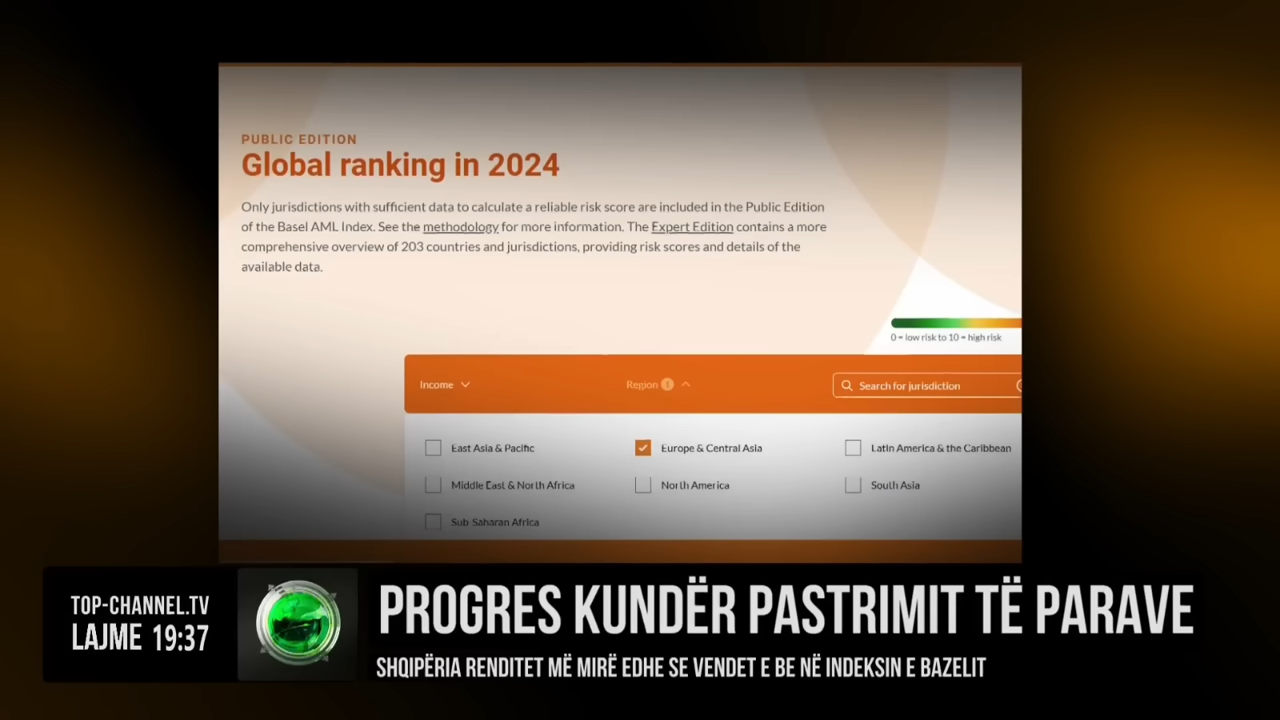 PUBLIC EDITION
Global ranking in 2024
Only jurisdictions with sufficient data to calculate a reliable risk score are included in the Public Edition
of the Basel AML Index. See the methodology for more information. The Expert Edition contains a more
comprehensive overview of 203 countries and jurisdictions, providing risk scores and details of the
available data.
0 = low risk to 10 = high risk
Income
Region 1
Search for jurisdiction
East Asia & Pacific
Europe & Central Asia
Latin America & the Caribbean
Middle East & North Africa
North America
South Asia
Sub-Saharan Africa
TOP-CHANNEL.TV
LAJME 19:37
PROGRES KUNDËR PASTRIMIT TË PARAVE
SHQIPËRIA RENDITET MË MIRË EDHE SE VENDET E BE NË INDEKSIN E BAZELIT